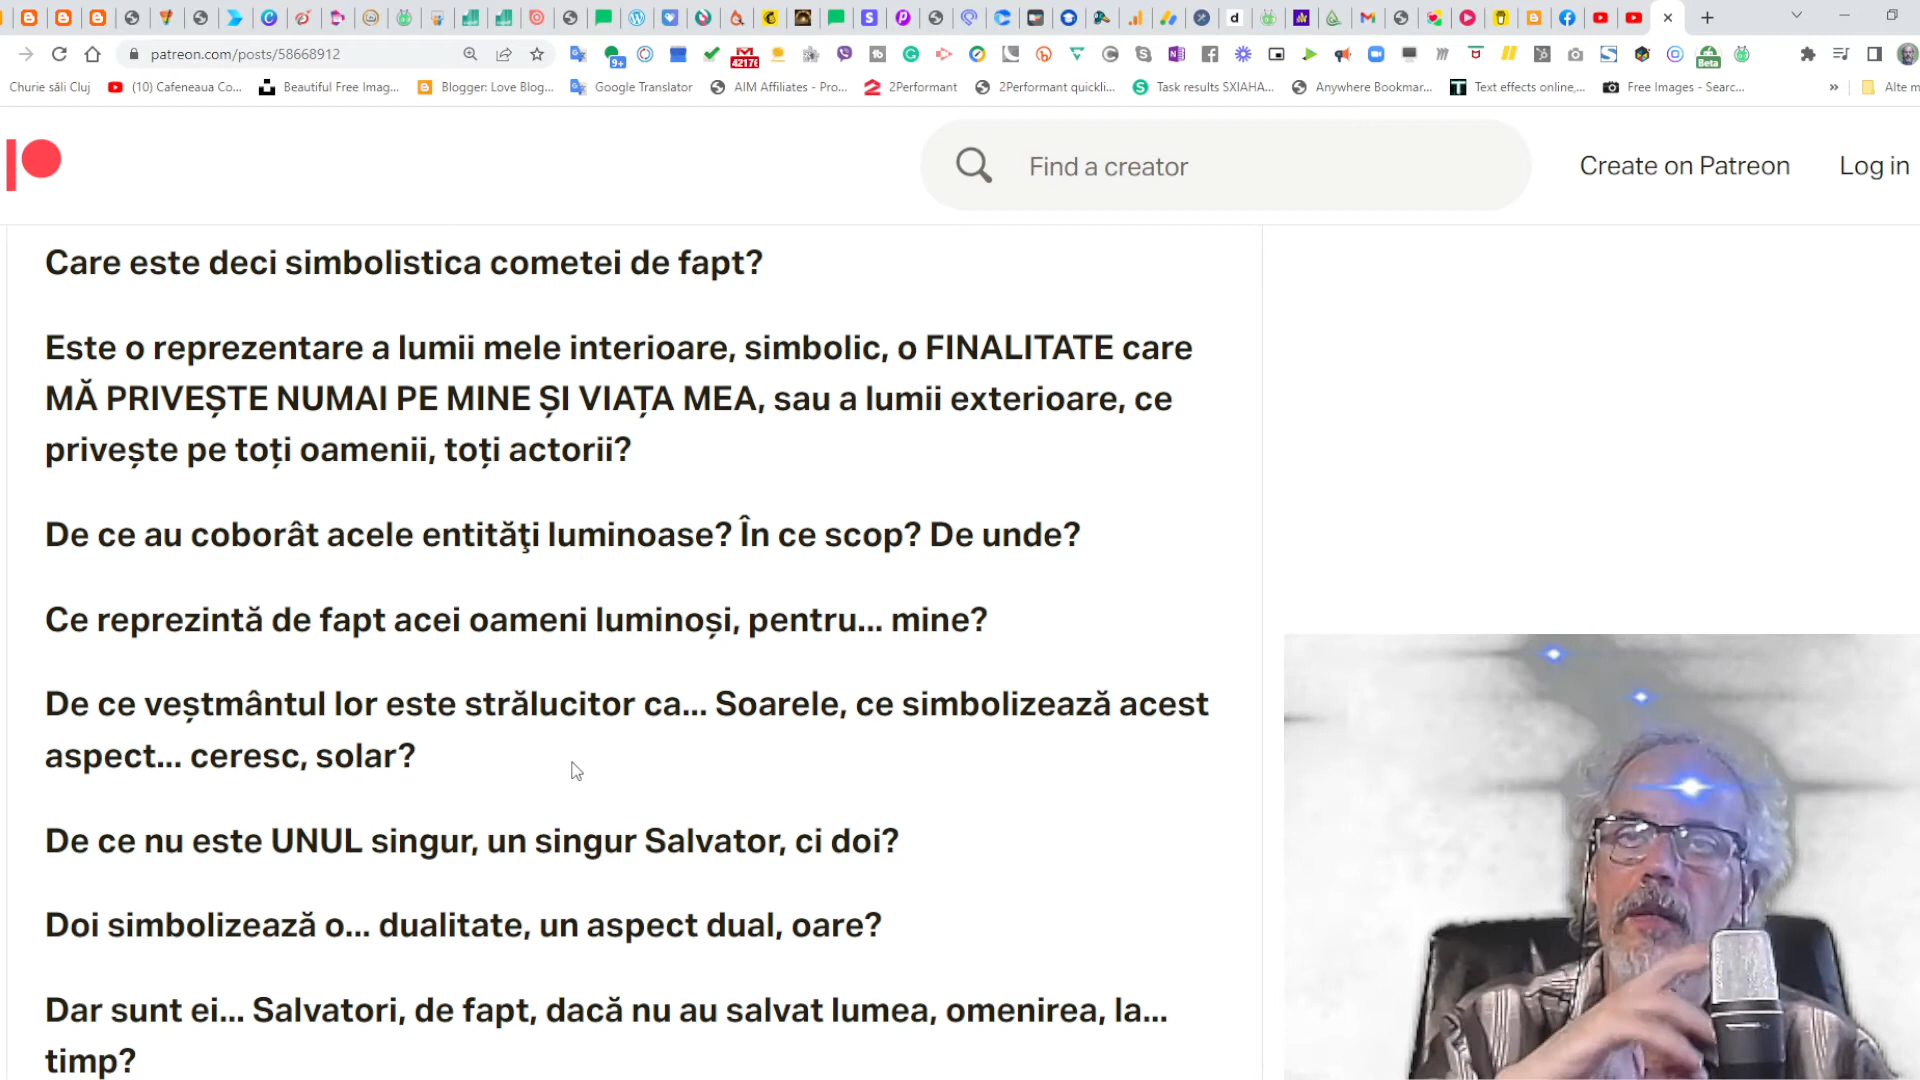 patreon.com/posts/58668912
9+
42176
Beta
Churie săli Cluj
(10) Cafeneaua Co...
Beautiful Free Imag...
Blogger: Love Blog...
Google Translator
AIM Affiliates - Pro...
2Performant
2Performant quickli...
Task results SXIAHA...
Anywhere Bookmar...
Text effects online,...
Free Images - Searc...
»
Alte m
Find a creator
Create on Patreon
Log in
Care este deci simbolistica cometei de fapt?
Este o reprezentare a lumii mele interioare, simbolic, o FINALITATE care
MĂ PRIVEȘTE NUMAI PE MINE ȘI VIAȚA MEA, sau a lumii exterioare, ce
privește pe toți oamenii, toți actorii?
De ce au coborât acele entităţi luminoase? În ce scop? De unde?
Ce reprezintă de fapt acei oameni luminoși, pentru... mine?
De ce veștmântul lor este strălucitor ca... Soarele, ce simbolizează acest
aspect... ceresc, solar?
De ce nu este UNUL singur, un singur Salvator, ci doi?
Doi simbolizează o... dualitate, un aspect dual, oare?
Dar sunt ei... Salvatori, de fapt, dacă nu au salvat lumea, omenirea, la...
timp?